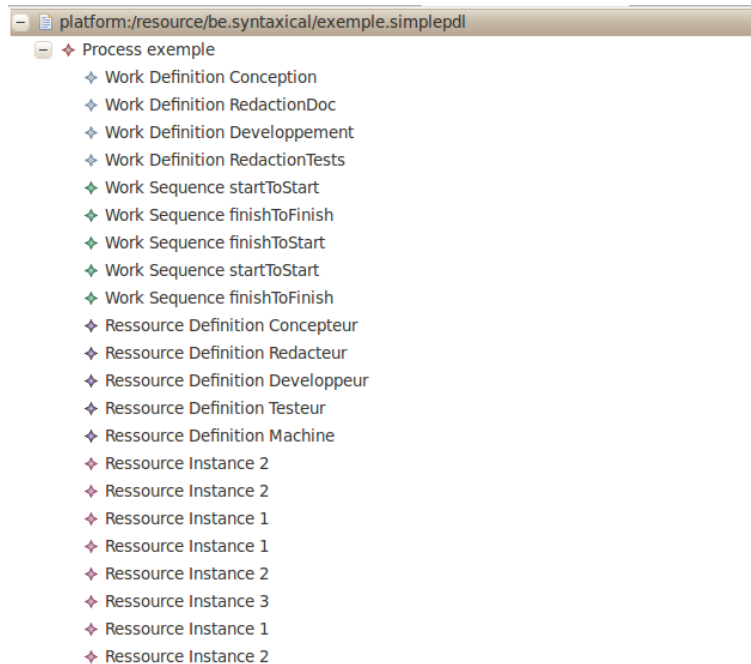 platform:/resource/be.syntaxical/exemple.simplepdl
Process exemple
Work Definition Conception
Work Definition RedactionDoc
Work Definition Developpement
Work Definition RedactionTests
Work Sequence startToStart
Work Sequence finishToFinish
Work Sequence finishToStart
Work Sequence startToStart
Work Sequence finishToFinish
Ressource Definition Concepteur
Ressource Definition Redacteur
Ressource Definition Developpeur
Ressource Definition Testeur
Ressource Definition Machine
Ressource Instance 2
Ressource Instance 2
Ressource Instance 1
Ressource Instance 1
Ressource Instance 2
Ressource Instance 3
Ressource Instance 1
Ressource Instance 2